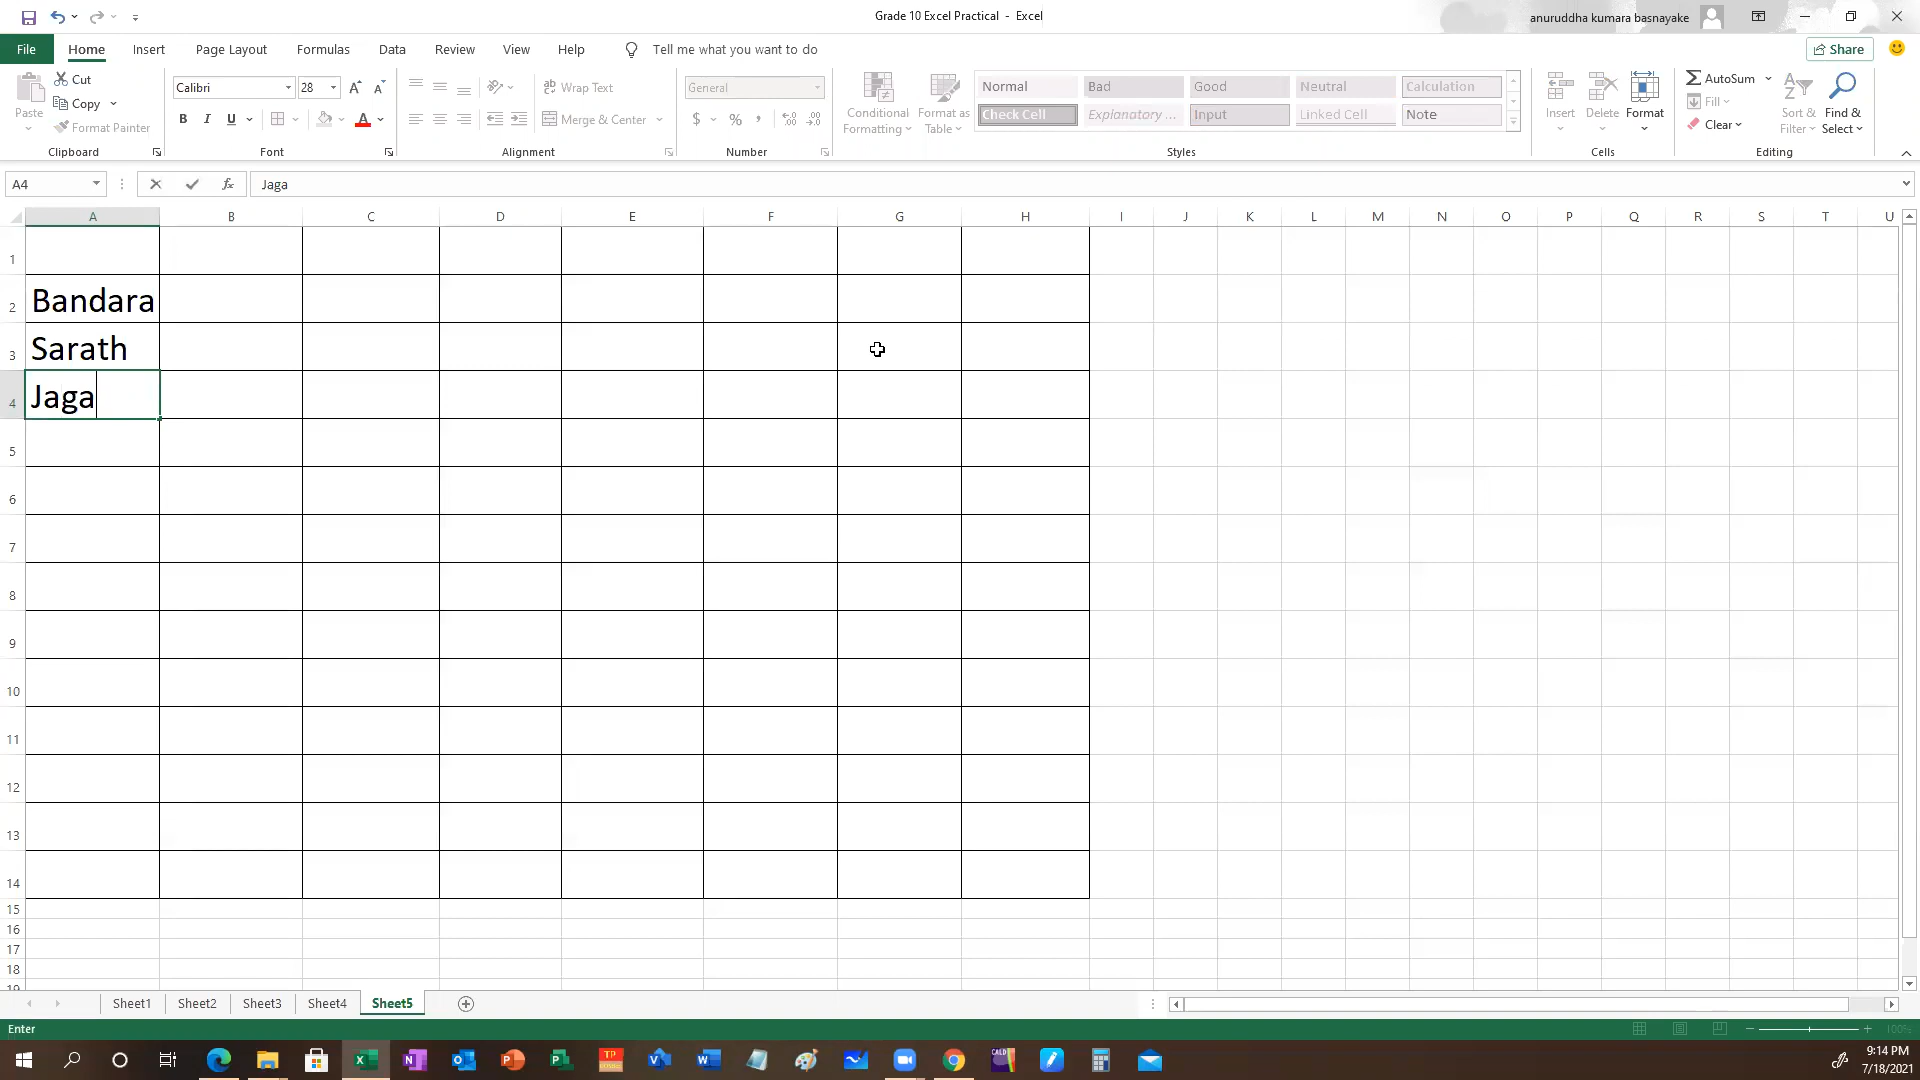 Grade 10 Excel Practical - Excel
anuruddha kumara basnayake
File Home Insert Page Layout Formulas Data Review View Help Tell me what you want to do Share
Paste Cut Copy Format Painter
Calibri 28
B I U A
Wrap Text
Merge & Center
General
$ % ,
Conditional Formatting
Format as Table
Normal Bad Good Neutral Calculation
Check Cell Explanatory ... Input Linked Cell Note
Insert Delete Format
AutoSum
Fill
Clear
Sort & Filter
Find & Select
Clipboard Font Alignment Number Styles Cells Editing
A4 fx Jaga
A B C D E F G H I J K L M N O P Q R S T U
1
2 Bandara
3 Sarath
4 Jaga
5
6
7
8
9
10
11
12
13
14
15
16
17
18
19
Sheet1 Sheet2 Sheet3 Sheet4 Sheet5
Enter 100%
9:14 PM
7/18/2021